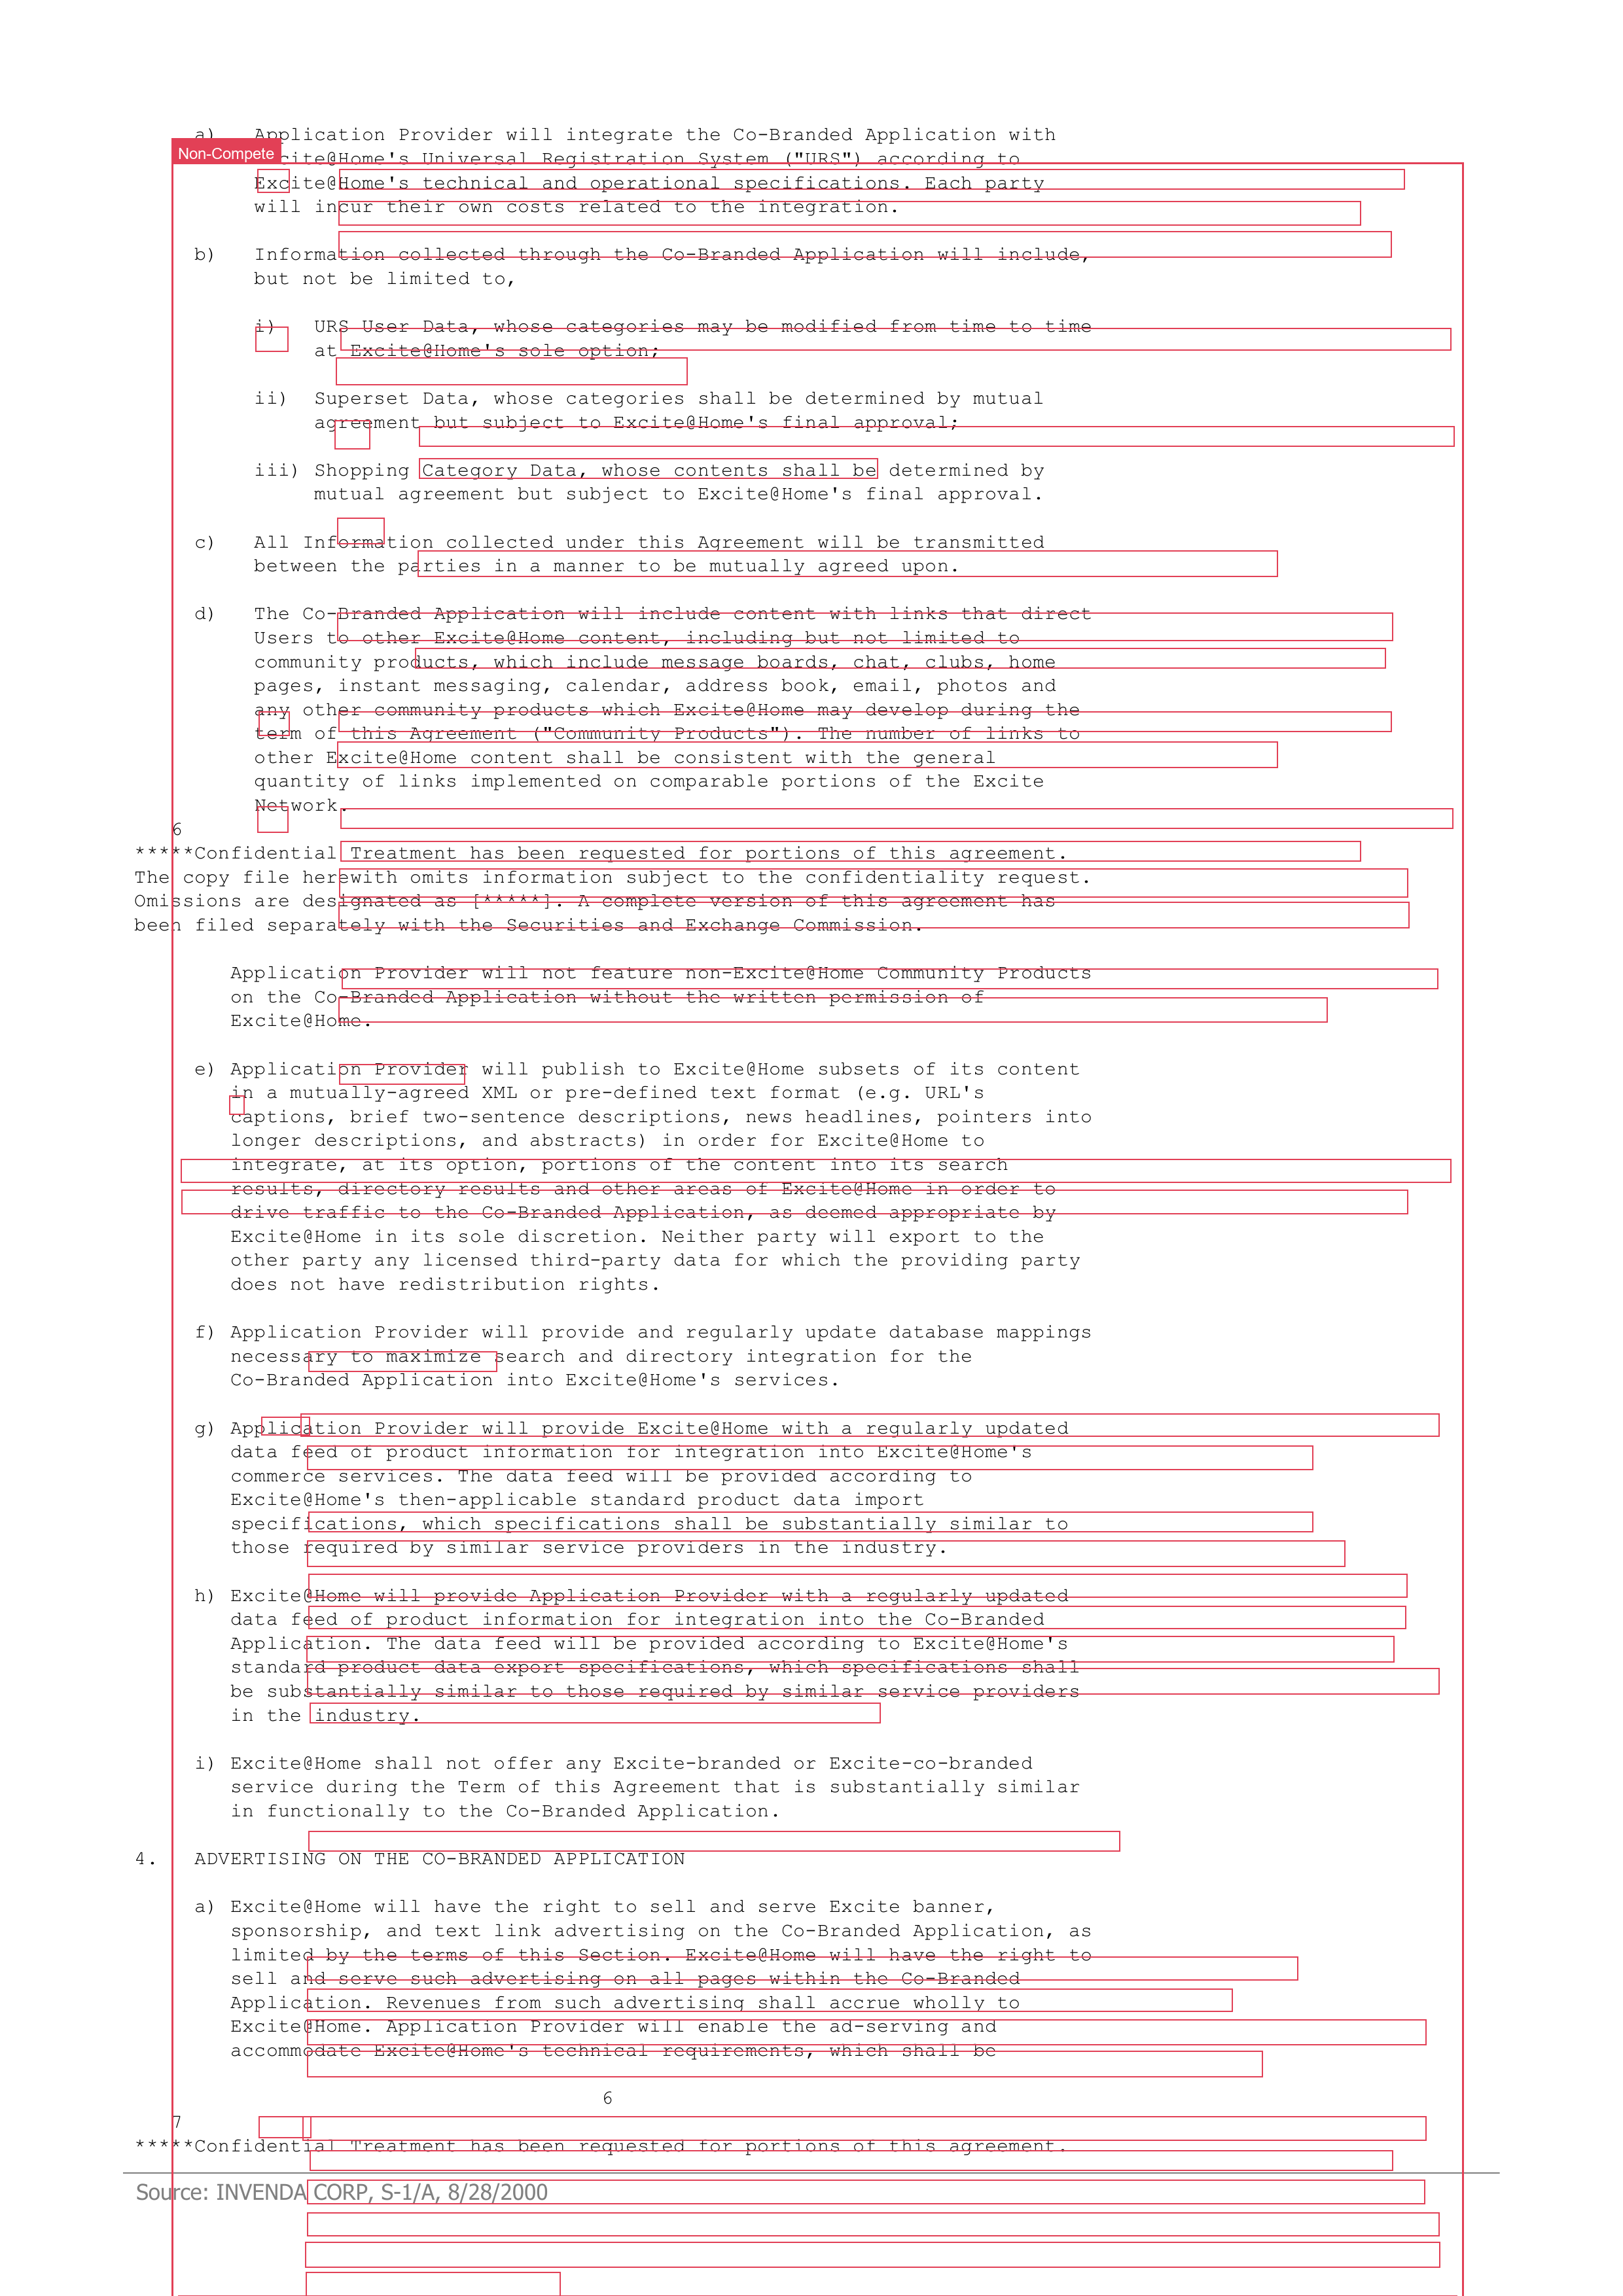 a) Application Provider will integrate the Co-Branded Application with
Non-Compete
Excite@Home's Universal Registration System ("URS") according to
Excite@Home's technical and operational specifications. Each party
will incur their own costs related to the integration.
b) Information collected through the Co-Branded Application will include,
but not be limited to,
i) URS User Data, whose categories may be modified from time to time
at Excite@Home's sole option;
ii) Superset Data, whose categories shall be determined by mutual
agreement but subject to Excite@Home's final approval;
iii) Shopping Category Data, whose contents shall be determined by
mutual agreement but subject to Excite@Home's final approval.
c) All Information collected under this Agreement will be transmitted
between the parties in a manner to be mutually agreed upon.
d) The Co-Branded Application will include content with links that direct
Users to other Excite@Home content, including but not limited to
community products, which include message boards, chat, clubs, home
pages, instant messaging, calendar, address book, email, photos and
any other community products which Excite@Home may develop during the
term of this Agreement ("Community Products"). The number of links to
other Excite@Home content shall be consistent with the general
quantity of links implemented on comparable portions of the Excite
Network.
6
*****Confidential Treatment has been requested for portions of this agreement.
The copy file herewith omits information subject to the confidentiality request.
Omissions are designated as [*****]. A complete version of this agreement has
been filed separately with the Securities and Exchange Commission.
Application Provider will not feature non-Excite@Home Community Products
on the Co-Branded Application without the written permission of
Excite@Home.
e) Application Provider will publish to Excite@Home subsets of its content
in a mutually-agreed XML or pre-defined text format (e.g. URL's
captions, brief two-sentence descriptions, news headlines, pointers into
longer descriptions, and abstracts) in order for Excite@Home to
integrate, at its option, portions of the content into its search
results, directory results and other areas of Excite@Home in order to
drive traffic to the Co-Branded Application, as deemed appropriate by
Excite@Home in its sole discretion. Neither party will export to the
other party any licensed third-party data for which the providing party
does not have redistribution rights.
f) Application Provider will provide and regularly update database mappings
necessary to maximize search and directory integration for the
Co-Branded Application into Excite@Home's services.
g) Application Provider will provide Excite@Home with a regularly updated
data feed of product information for integration into Excite@Home's
commerce services. The data feed will be provided according to
Excite@Home's then-applicable standard product data import
specifications, which specifications shall be substantially similar to
those required by similar service providers in the industry.
h) Excite@Home will provide Application Provider with a regularly updated
data feed of product information for integration into the Co-Branded
Application. The data feed will be provided according to Excite@Home's
standard product data export specifications, which specifications shall
be substantially similar to those required by similar service providers
in the industry.
i) Excite@Home shall not offer any Excite-branded or Excite-co-branded
service during the Term of this Agreement that is substantially similar
in functionally to the Co-Branded Application.
4. ADVERTISING ON THE CO-BRANDED APPLICATION
a) Excite@Home will have the right to sell and serve Excite banner,
sponsorship, and text link advertising on the Co-Branded Application, as
limited by the terms of this Section. Excite@Home will have the right to
sell and serve such advertising on all pages within the Co-Branded
Application. Revenues from such advertising shall accrue wholly to
Excite@Home. Application Provider will enable the ad-serving and
accommodate Excite@Home's technical requirements, which shall be
6
7
*****Confidential Treatment has been requested for portions of this agreement.
Source: INVENDA CORP, S-1/A, 8/28/2000